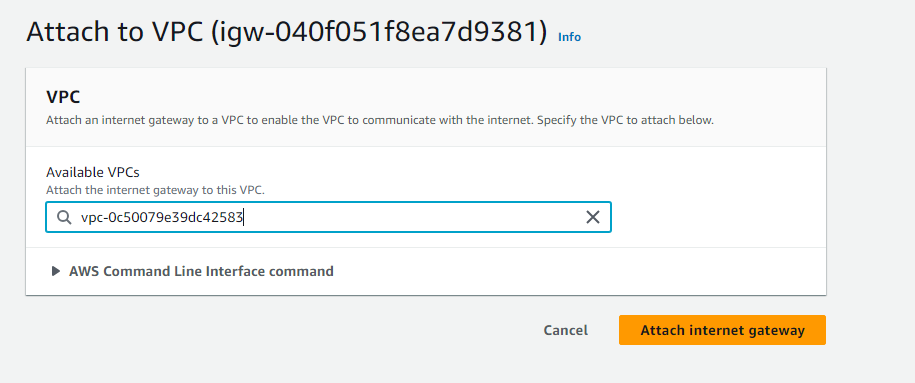 Attach to VPC (igw-040f051f8ea7d9381) Info
VPC
Attach an internet gateway to a VPC to enable the VPC to communicate with the internet. Specify the VPC to attach below.
Available VPCs
Attach the internet gateway to this VPC.
vpc-0c50079e39dc42583
AWS Command Line Interface command
Cancel Attach internet gateway